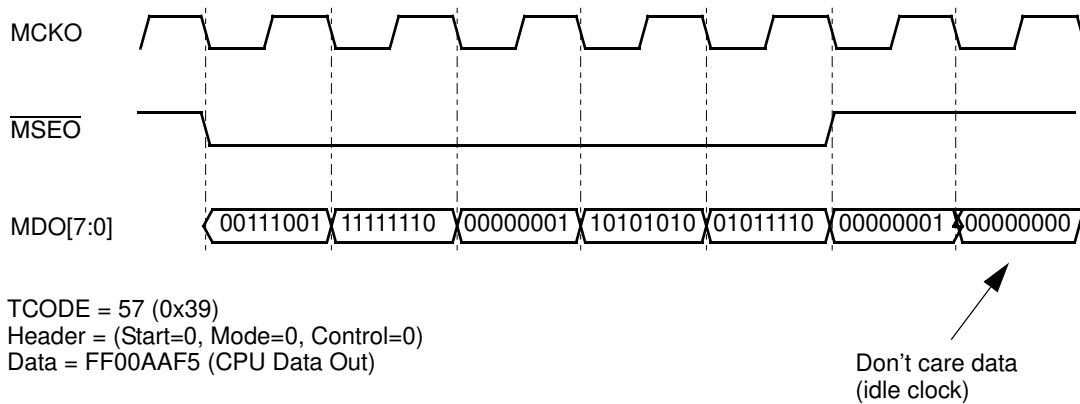 MCKO
MSEO
MDO[7:0]
00111001 11111110 00000001 10101010 01011110 00000001 00000000
TCODE = 57 (0x39)
Header = (Start=0, Mode=0, Control=0)
Data = FF00AAF5 (CPU Data Out)
Don’t care data
(idle clock)